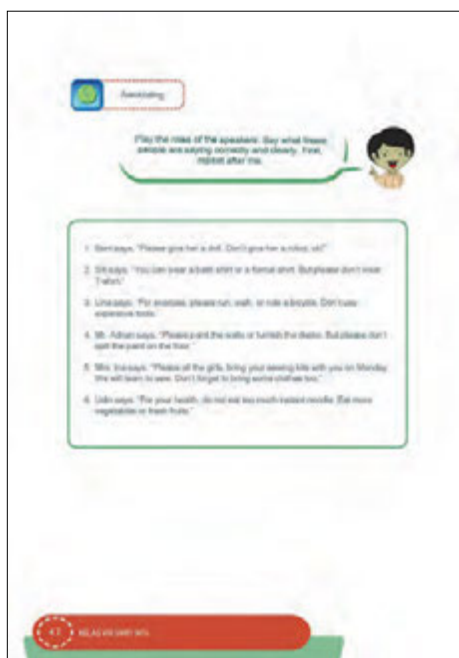 Associating
Play the roles of the speakers. Say what these
people are saying correctly and clearly. First,
repeat after me.
1. says, "Please give her a doll. Don't give her a robot, ok!"
2. Siti says, "You can wear a batik shirt or a formal shirt. But please don't wear
T-shirt."
3. Lina says, "For exercise, please run, walk, or ride a bicycle. Don't use
expensive tools."
4. Mr. Adnan says, "Please paint the walls or furnish the desks. But please don't
spill the paint on the floor."
5. Mrs. Ina says, "Please all the girls, bring your sewing kits with you on Monday.
We will learn to sew. Don't forget to bring some clothes too."
6. Udin says, "For your health, do not eat too much instant noodle. Eat more
vegetables or fresh fruits."
KELAS VIII SMP/MTs